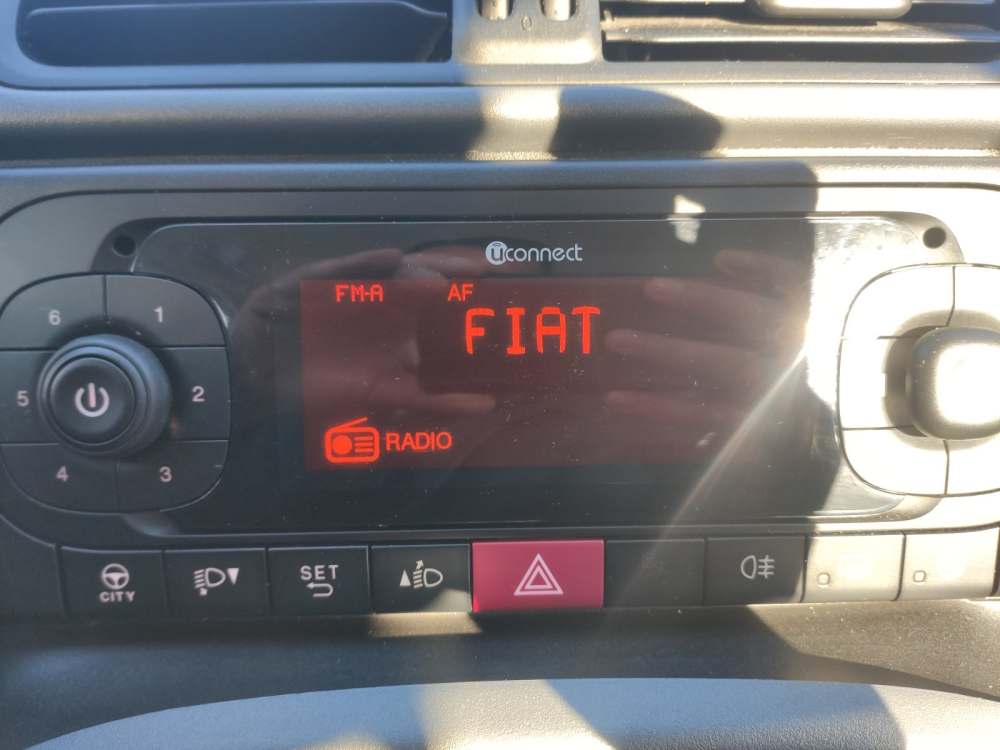 uconnect
FM-A AF
FIAT
RADIO
6 1
5 2
4 3
CITY
SET